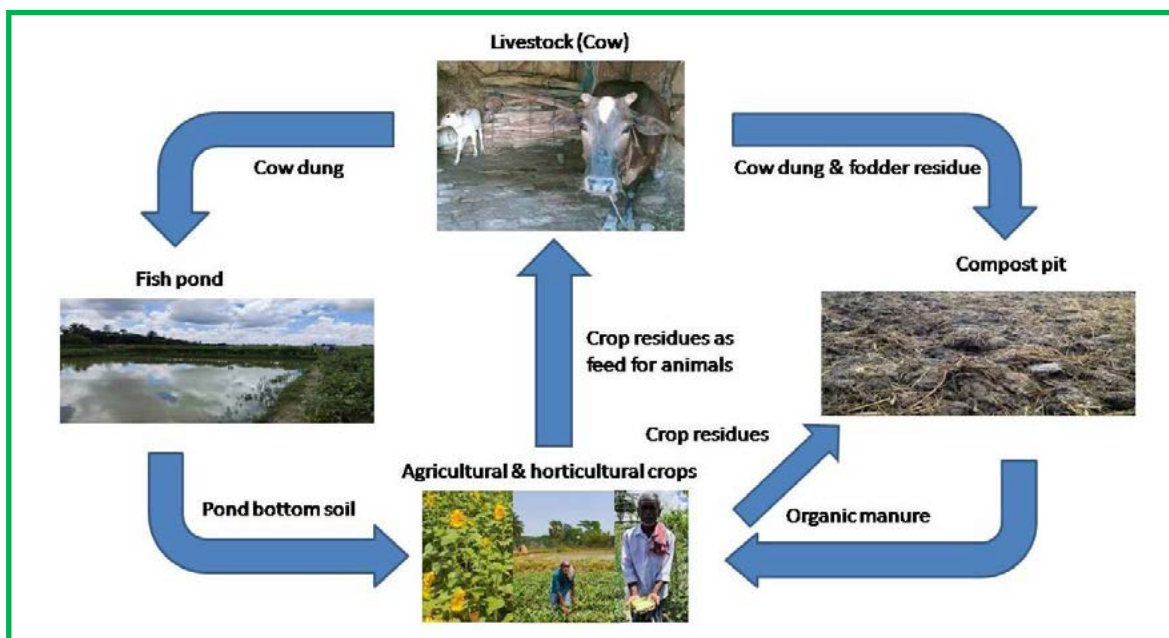 Livestock (Cow)
Cow dung
Cow dung & fodder residue
Fish pond
Compost pit
Crop residues as
feed for animals
Crop residues
Agricultural & horticultural crops
Pond bottom soil
Organic manure